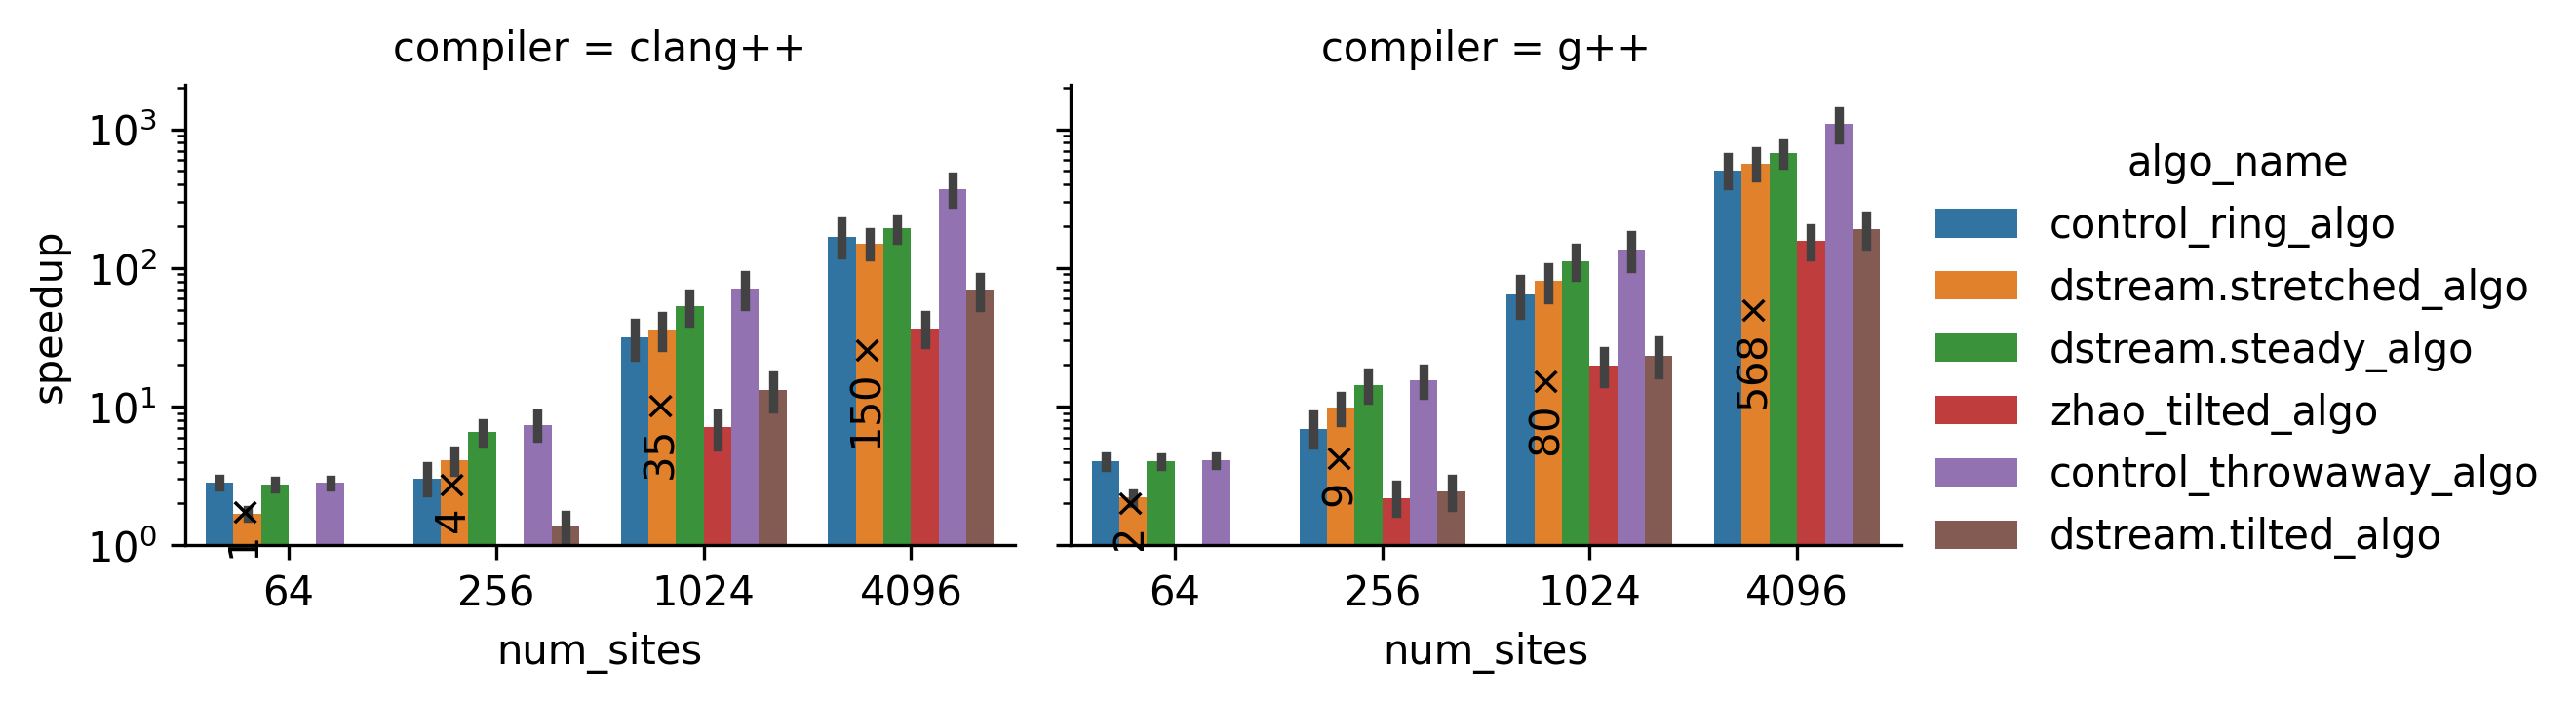 compiler = clang++
compiler = g++
speedup
10³
10²
10¹
10⁰
1×
4×
35×
150×
2×
9×
80×
568×
64
256
1024
4096
64
256
1024
4096
num_sites
num_sites
algo_name
control_ring_algo
dstream.stretched_algo
dstream.steady_algo
zhao_tilted_algo
control_throwaway_algo
dstream.tilted_algo